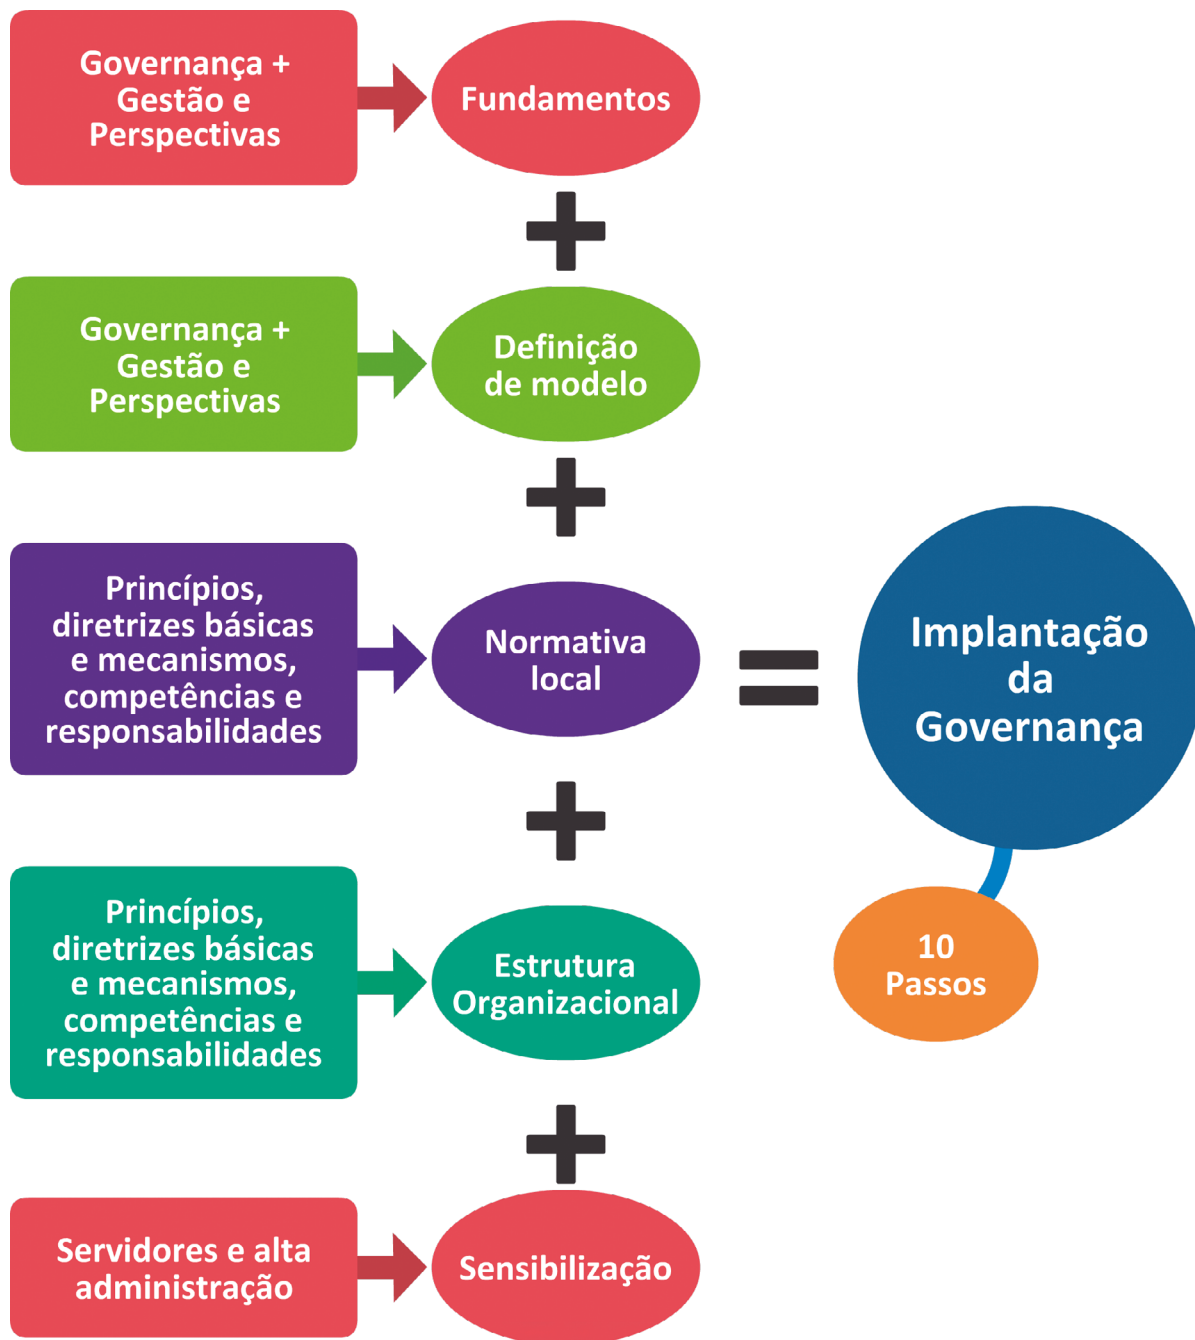 Governança +
Gestão e
Perspectivas
Fundamentos
Governança +
Gestão e
Perspectivas
Definição
de modelo
Princípios,
diretrizes básicas
e mecanismos,
competências e
responsabilidades
Normativa
local
Implantação
da
Governança
Princípios,
diretrizes básicas
e mecanismos,
competências e
responsabilidades
Estrutura
Organizacional
10
Passos
Servidores e alta
administração
Sensibilização